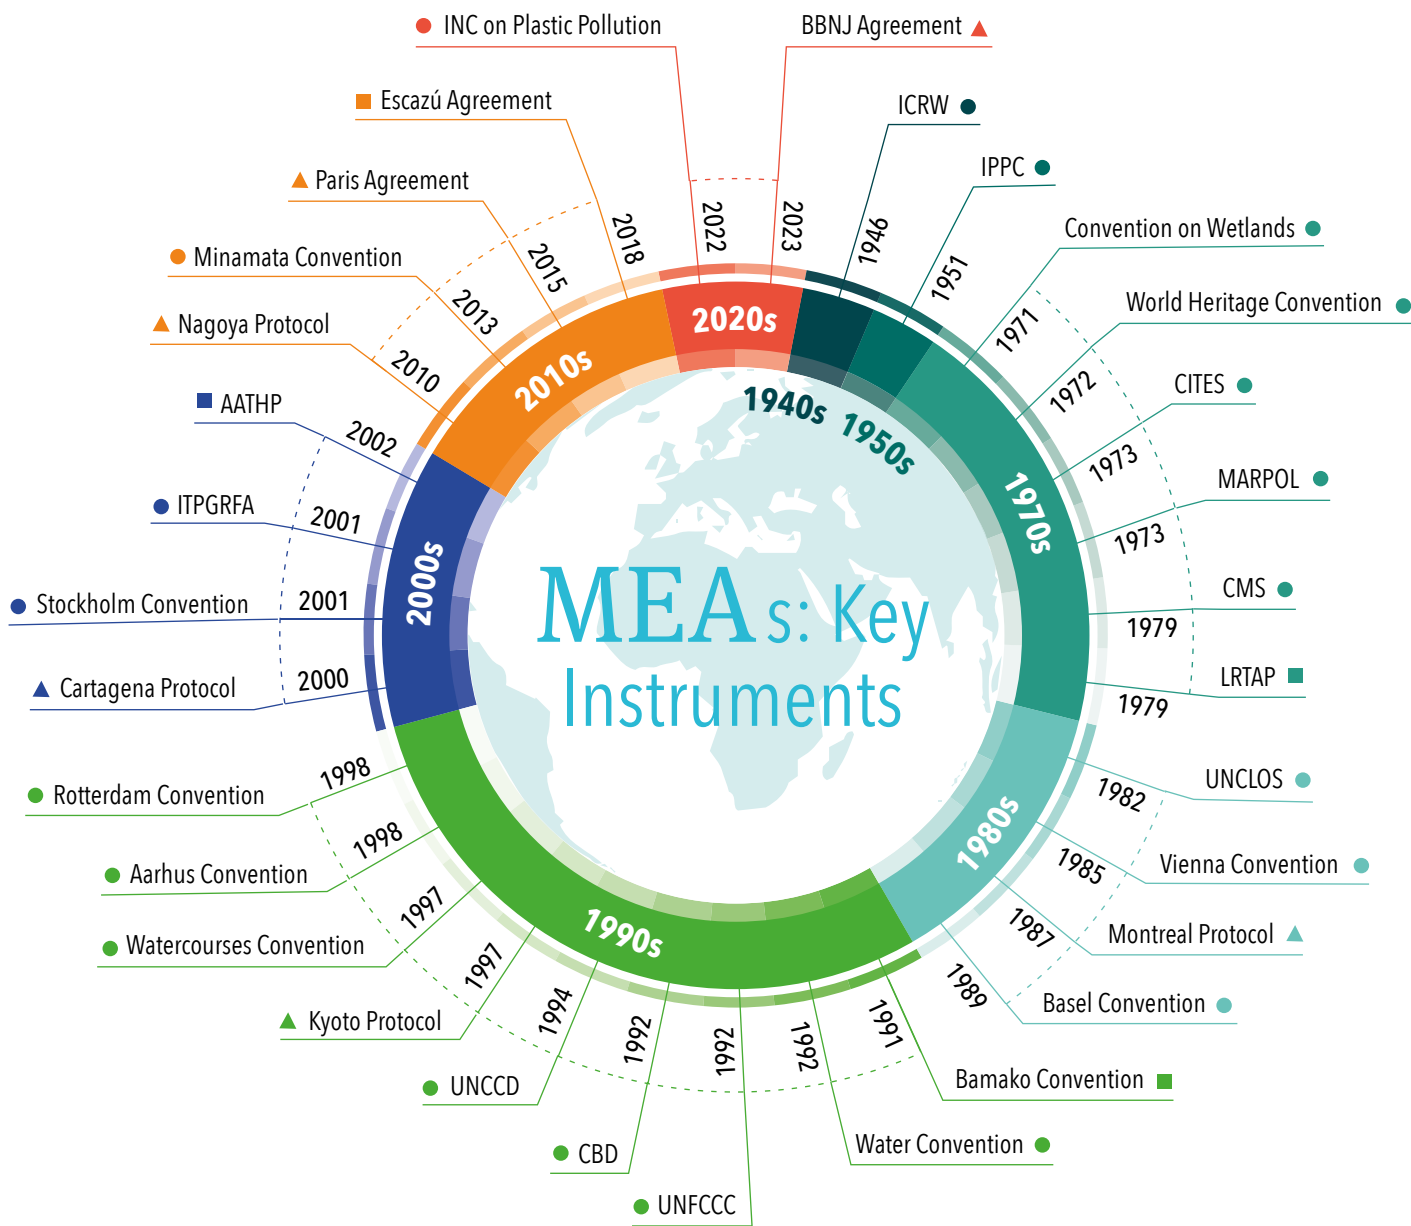 INC on Plastic Pollution
BBNJ Agreement
Escazú Agreement
ICRW
Paris Agreement
IPPC
Minamata Convention
Convention on Wetlands
Nagoya Protocol
World Heritage Convention
AATHP
CITES
ITPGRFA
MARPOL
Stockholm Convention
CMS
Cartagena Protocol
LRTAP
Rotterdam Convention
UNCLOS
Aarhus Convention
Vienna Convention
Watercourses Convention
Montreal Protocol
Kyoto Protocol
Basel Convention
UNCCD
Bamako Convention
CBD
Water Convention
UNFCCC
2022
2023
1946
1951
1971
1972
1973
1973
1979
1979
1982
1985
1987
1989
1991
1992
1992
1992
1994
1997
1997
1998
1998
2000
2001
2001
2002
2010
2013
2015
2018
2020s
1940s
1950s
1970s
1980s
1990s
2000s
2010s
MEAs: Key
Instruments